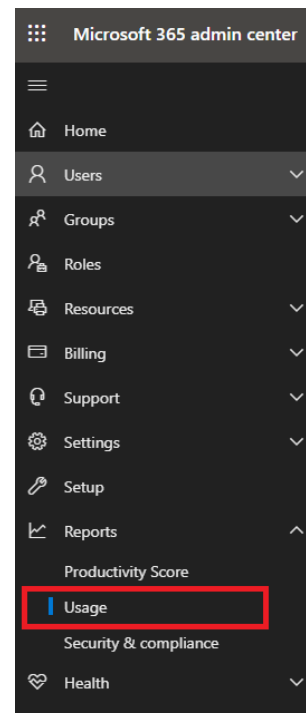 Microsoft 365 admin center
Home
Users
Groups
Roles
Resources
Billing
Support
Settings
Setup
Reports
Productivity Score
Usage
Security & compliance
Health